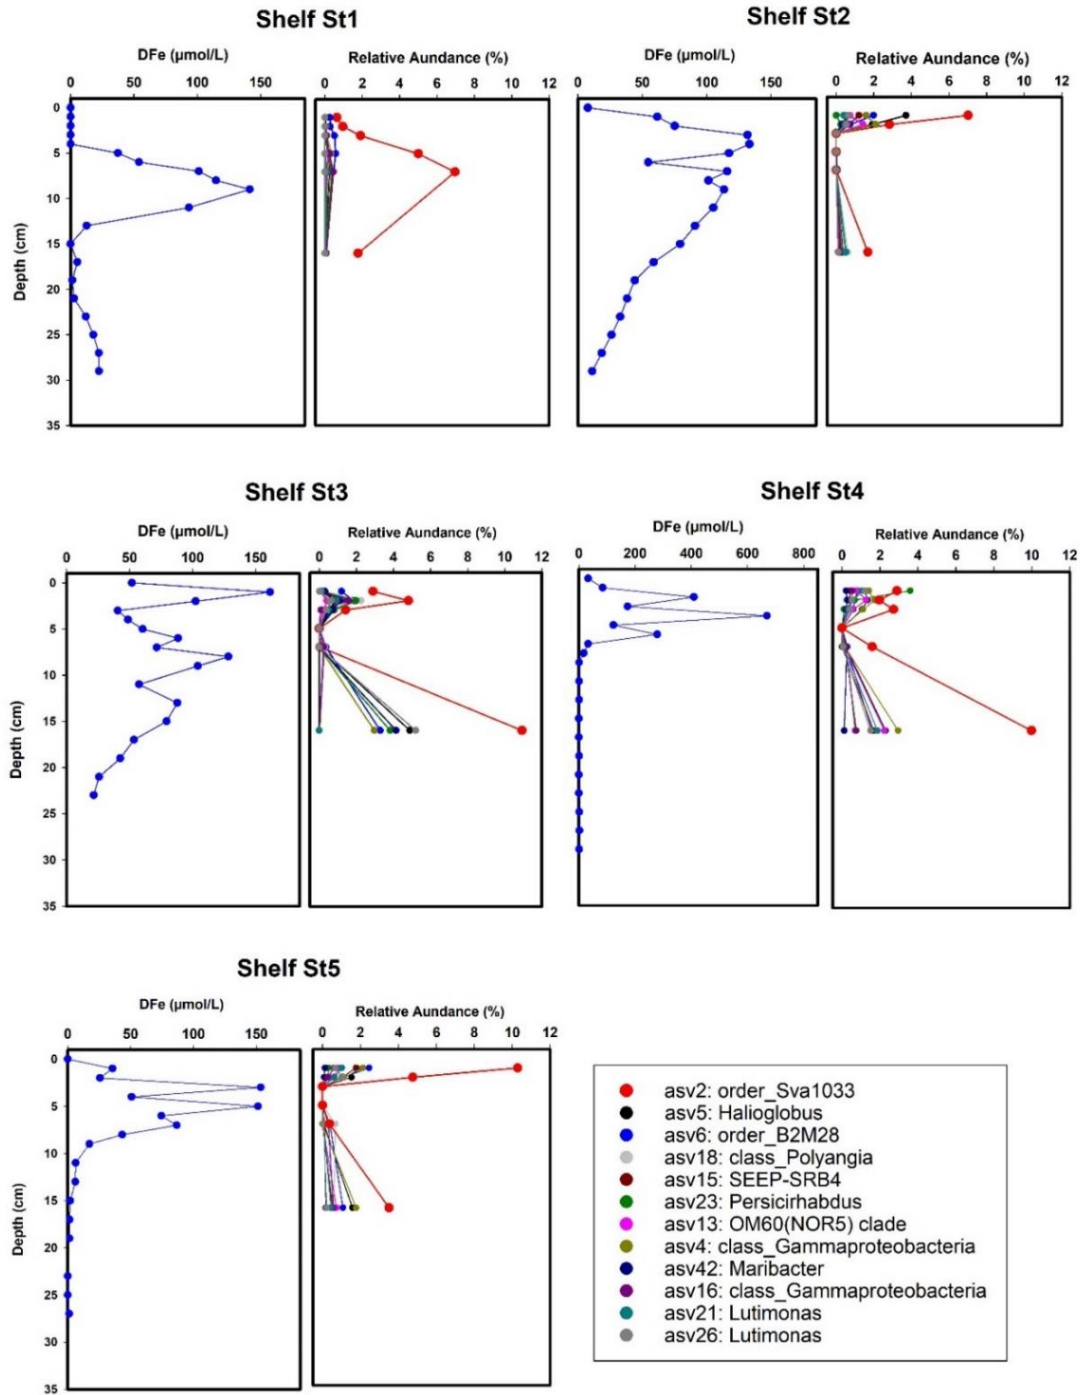 Shelf St1
DFe (µmol/L)
Relative Aundance (%)
0 50 100 150
0 2 4 6 8 10 12
0
5
10
15
20
25
30
35
Depth (cm)
Shelf St2
DFe (µmol/L)
Relative Aundance (%)
0 50 100 150
0 2 4 6 8 10 12
Shelf St3
DFe (µmol/L)
Relative Aundance (%)
0 50 100 150
0 2 4 6 8 10 12
0
5
10
15
20
25
30
35
Depth (cm)
Shelf St4
DFe (µmol/L)
Relative Aundance (%)
0 200 400 600 800
0 2 4 6 8 10 12
Shelf St5
DFe (µmol/L)
Relative Aundance (%)
0 50 100 150
0 2 4 6 8 10 12
0
5
10
15
20
25
30
35
Depth (cm)
asv2: order_Sva1033
asv5: Halioglobus
asv6: order_B2M28
asv18: class_Polyangia
asv15: SEEP-SRB4
asv23: Persicirhabdus
asv13: OM60(NOR5) clade
asv4: class_Gammaproteobacteria
asv42: Maribacter
asv16: class_Gammaproteobacteria
asv21: Lutimonas
asv26: Lutimonas